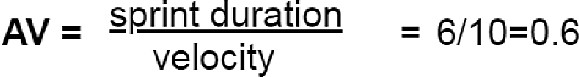 AV = sprint duration = 6/10=0.6
velocity